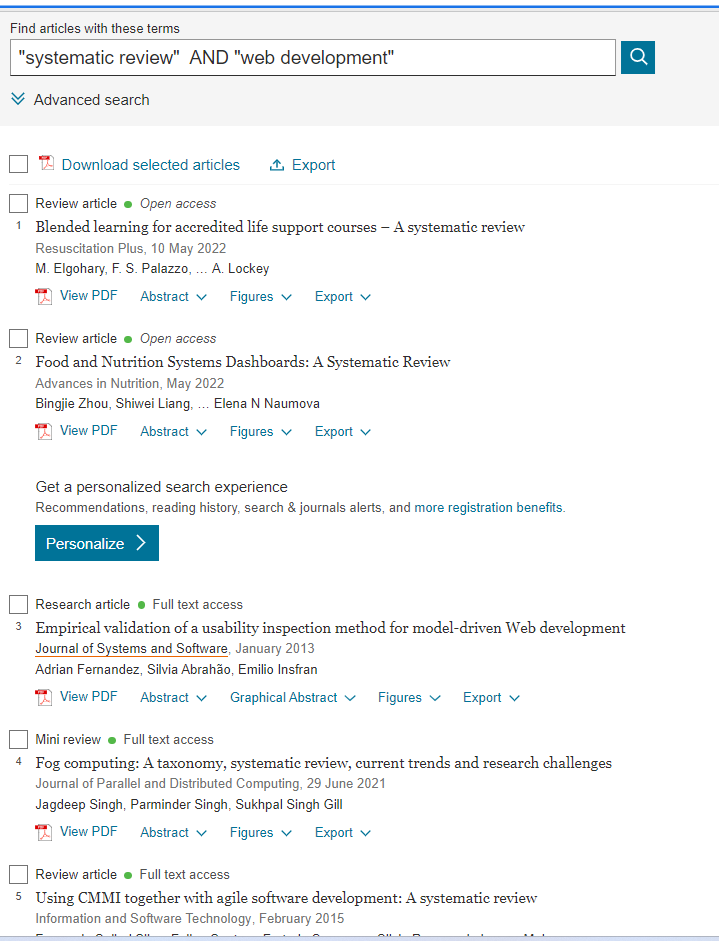 Find articles with these terms
"systematic review"  AND "web development"
Advanced search
Download selected articles Export
Review article Open access
1 Blended learning for accredited life support courses – A systematic review
Resuscitation Plus, 10 May 2022
M. Elgohary, F. S. Palazzo, … A. Lockey
View PDF Abstract Figures Export
Review article Open access
2 Food and Nutrition Systems Dashboards: A Systematic Review
Advances in Nutrition, May 2022
Bingjie Zhou, Shiwei Liang, … Elena N Naumova
View PDF Abstract Figures Export
Get a personalized search experience
Recommendations, reading history, search & journals alerts, and more registration benefits.
Personalize
Research article Full text access
3 Empirical validation of a usability inspection method for model-driven Web development
Journal of Systems and Software, January 2013
Adrian Fernandez, Silvia Abrahão, Emilio Insfran
View PDF Abstract Graphical Abstract Figures Export
Mini review Full text access
4 Fog computing: A taxonomy, systematic review, current trends and research challenges
Journal of Parallel and Distributed Computing, 29 June 2021
Jagdeep Singh, Parminder Singh, Sukhpal Singh Gill
View PDF Abstract Figures Export
Review article Full text access
5 Using CMMI together with agile software development: A systematic review
Information and Software Technology, February 2015